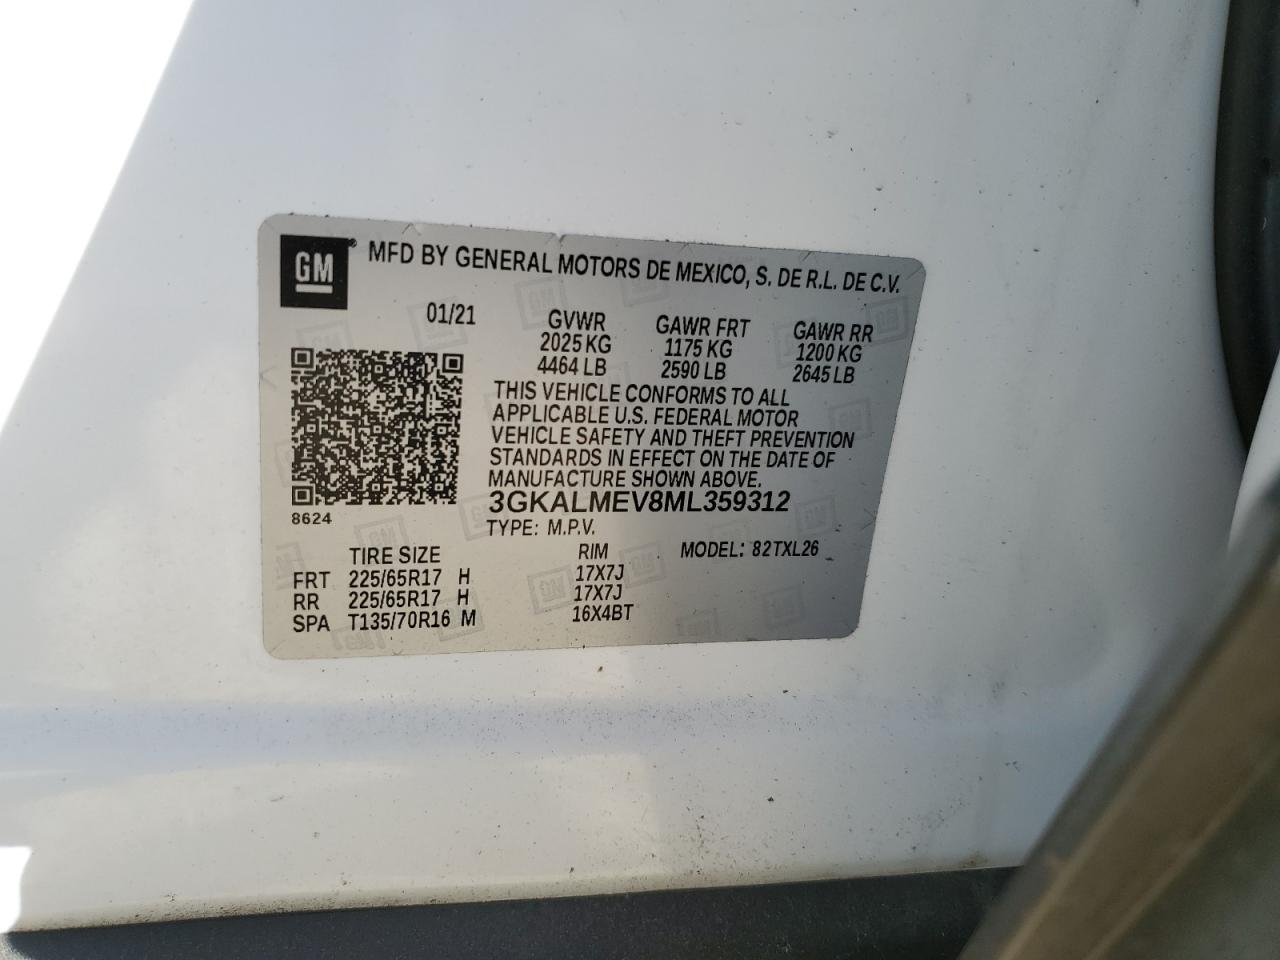 GM
MFD BY GENERAL MOTORS DE MEXICO, S. DE R.L. DE C.V.
01/21 GVWR GAWR FRT GAWR RR
2025 KG 1175 KG 1200 KG
4464 LB 2590 LB 2645 LB
THIS VEHICLE CONFORMS TO ALL
APPLICABLE U.S. FEDERAL MOTOR
VEHICLE SAFETY AND THEFT PREVENTION
STANDARDS IN EFFECT ON THE DATE OF
MANUFACTURE SHOWN ABOVE.
3GKALMEV8ML359312
8624
TYPE: M.P.V.
TIRE SIZE RIM MODEL: 82TXL26
FRT 225/65R17 H 17X7J
RR 225/65R17 H 17X7J
SPA T135/70R16 M 16X4BT